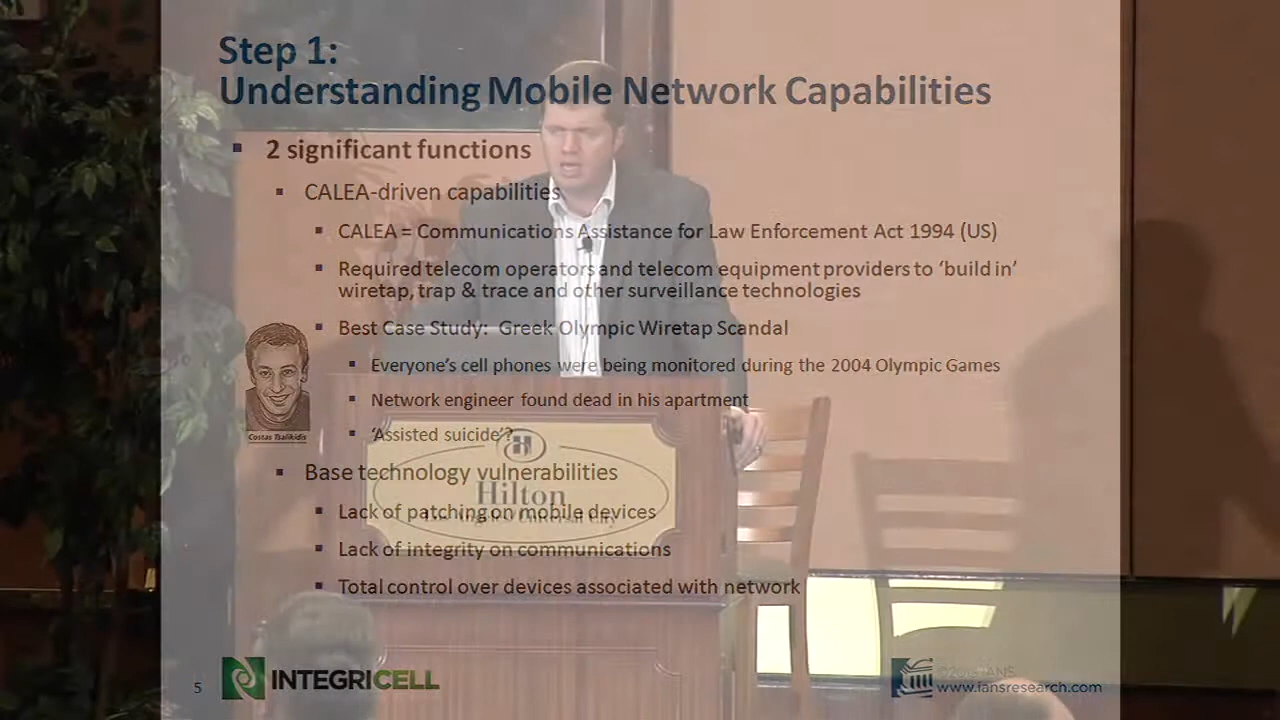 Step 1:
Understanding Mobile Network Capabilities
2 significant functions
CALEA-driven capabilities
CALEA = Communications Assistance for Law Enforcement Act 1994 (US)
Required telecom operators and telecom equipment providers to ‘build in’
wiretap, trap & trace and other surveillance technologies
Best Case Study: Greek Olympic Wiretap Scandal
Everyone’s cell phones were being monitored during the 2004 Olympic Games
Network engineer found dead in his apartment
‘Assisted suicide’?
Costas Tsalikidis
Base technology vulnerabilities
Hilton
Lack of patching on mobile devices
Lack of integrity on communications
Total control over devices associated with network
5
INTEGRICELL
IANS
www.iansresearch.com